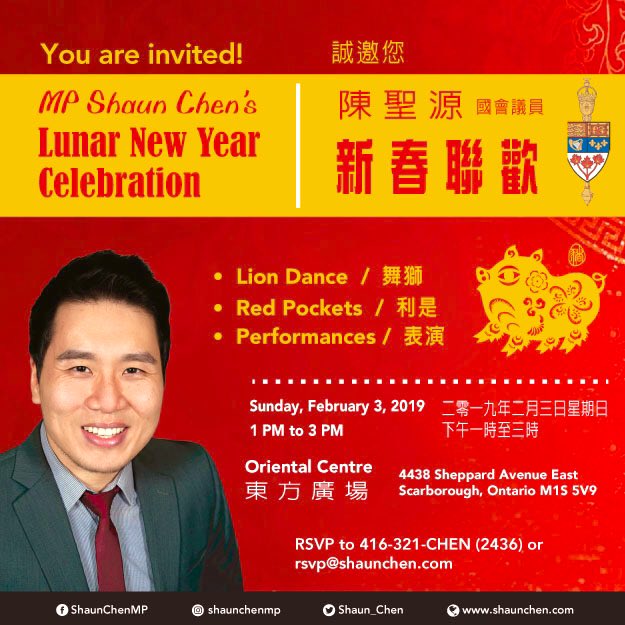 You are invited!
誠邀您
MP Shaun Chen's
Lunar New Year
Celebration
陳聖源 國會議員
新春聯歡
• Lion Dance / 舞獅
• Red Pockets / 利是
• Performances / 表演
Sunday, February 3, 2019
1 PM to 3 PM
二零一九年二月三日星期日
下午一時至三時
Oriental Centre
東方廣場
4438 Sheppard Avenue East
Scarborough, Ontario M1S 5V9
RSVP to 416-321-CHEN (2436) or
rsvp@shaunchen.com
ShaunChenMP
shaunchenmp
Shaun_Chen
www.shaunchen.com